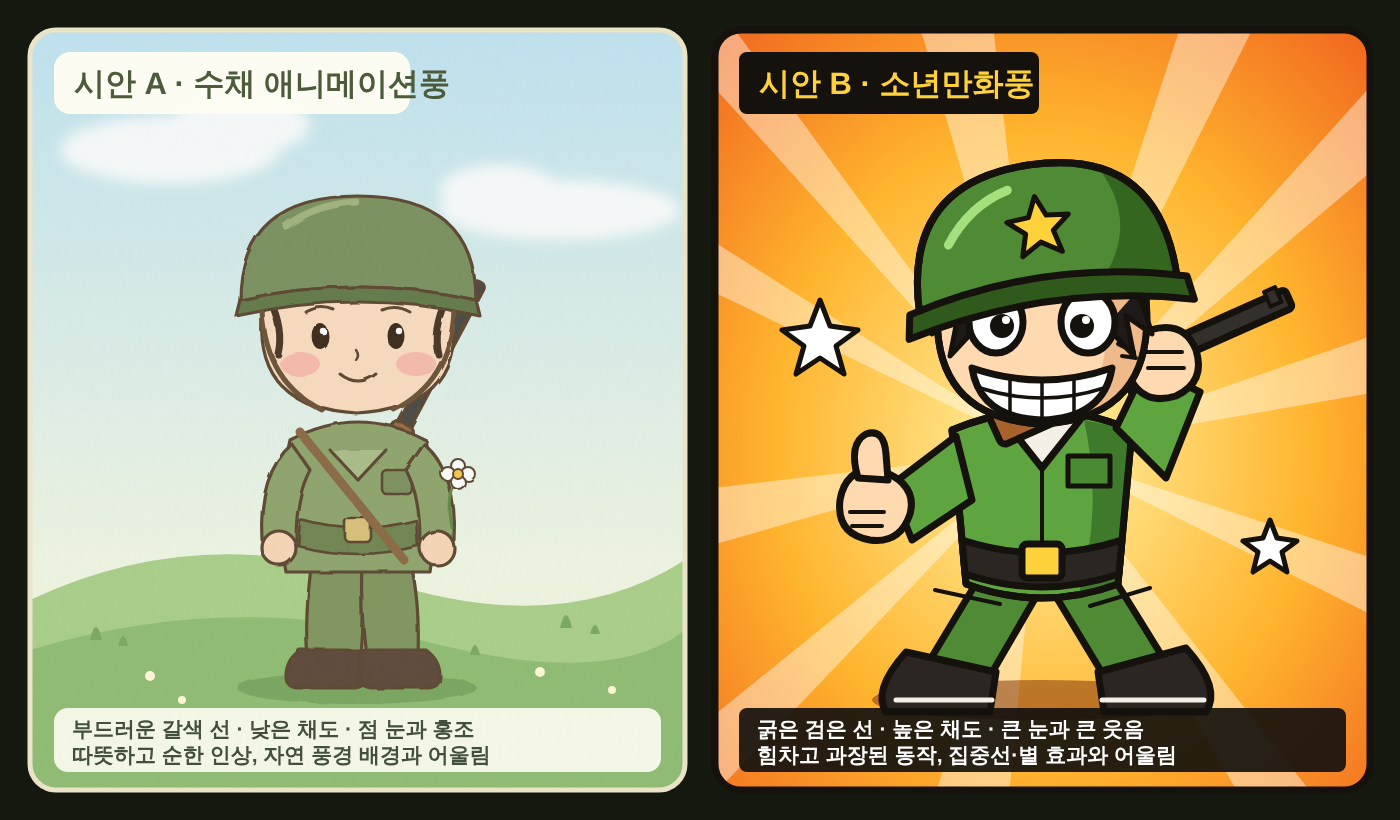 시안 A · 수채 애니메이션풍
부드러운 갈색 선 · 낮은 채도 · 점 눈과 홍조
따뜻하고 순한 인상, 자연 풍경 배경과 어울림
시안 B · 소년만화풍
굵은 검은 선 · 높은 채도 · 큰 눈과 큰 웃음
힘차고 과장된 동작, 집중선·별 효과와 어울림